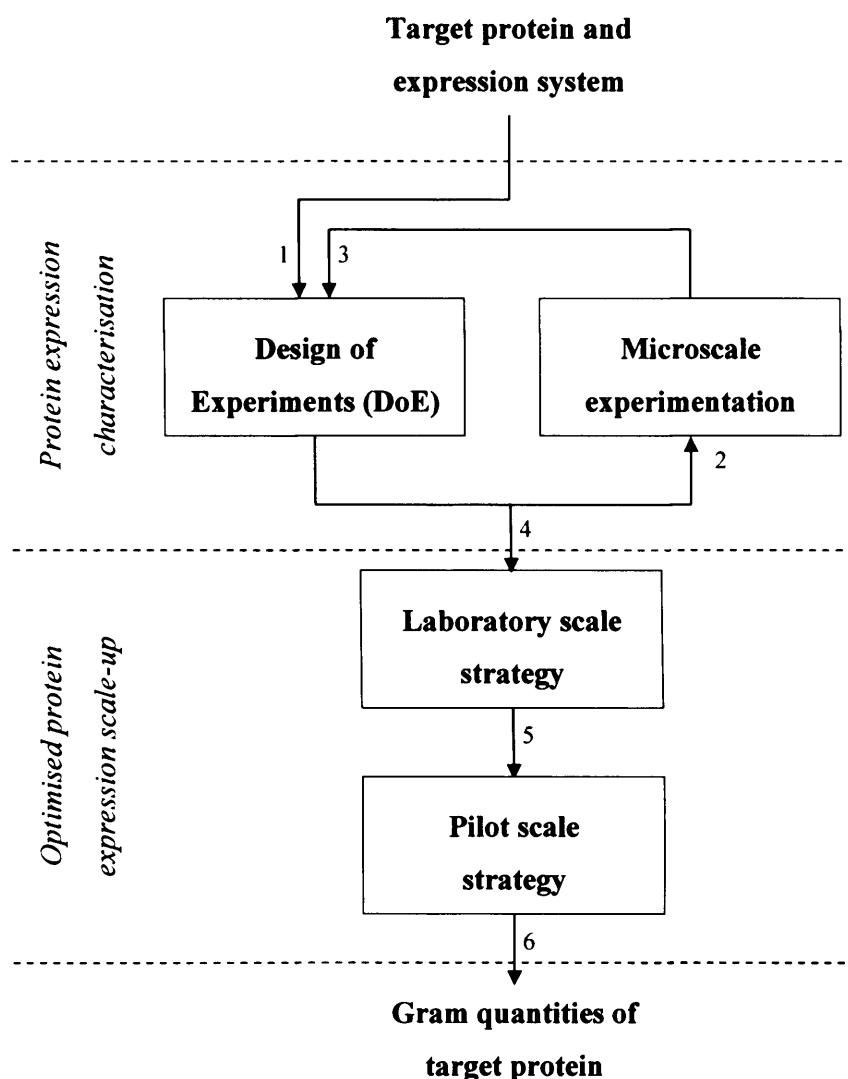 Target protein and
expression system
Protein expression
characterisation
1
3
Design of
Experiments (DoE)
Microscale
experimentation
2
4
Optimised protein
expression scale-up
Laboratory scale
strategy
5
Pilot scale
strategy
6
Gram quantities of
target protein